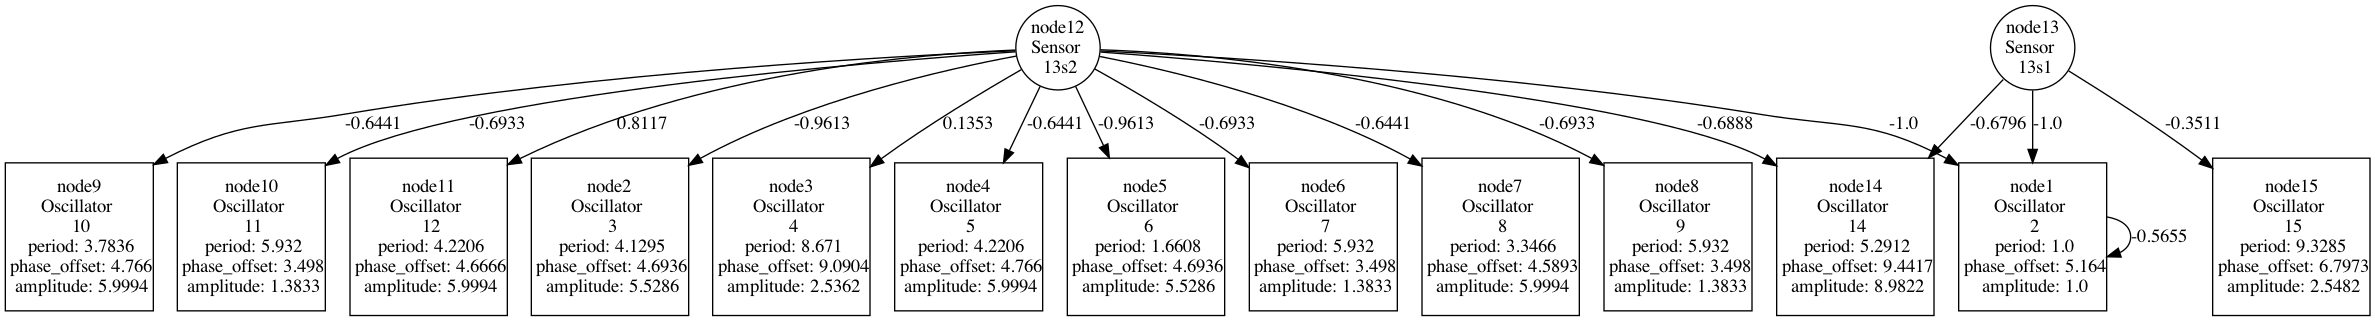 node12
Sensor
13s2
node13
Sensor
13s1
-0.6441
-0.6933
0.8117
-0.9613
0.1353
-0.6441
-0.9613
-0.6933
-0.6441
-0.6933
-0.6888
-1.0
-0.6796
-1.0
-0.3511
node9
Oscillator
10
period: 3.7836
phase_offset: 4.766
amplitude: 5.9994
node10
Oscillator
11
period: 5.932
phase_offset: 3.498
amplitude: 1.3833
node11
Oscillator
12
period: 4.2206
phase_offset: 4.6666
amplitude: 5.9994
node2
Oscillator
3
period: 4.1295
phase_offset: 4.6936
amplitude: 5.5286
node3
Oscillator
4
period: 8.671
phase_offset: 9.0904
amplitude: 2.5362
node4
Oscillator
5
period: 4.2206
phase_offset: 4.766
amplitude: 5.9994
node5
Oscillator
6
period: 1.6608
phase_offset: 4.6936
amplitude: 5.5286
node6
Oscillator
7
period: 5.932
phase_offset: 3.498
amplitude: 1.3833
node7
Oscillator
8
period: 3.3466
phase_offset: 4.5893
amplitude: 5.9994
node8
Oscillator
9
period: 5.932
phase_offset: 3.498
amplitude: 1.3833
node14
Oscillator
14
period: 5.2912
phase_offset: 9.4417
amplitude: 8.9822
node1
Oscillator
2
period: 1.0
phase_offset: 5.164
amplitude: 1.0
-0.5655
node15
Oscillator
15
period: 9.3285
phase_offset: 6.7973
amplitude: 2.5482